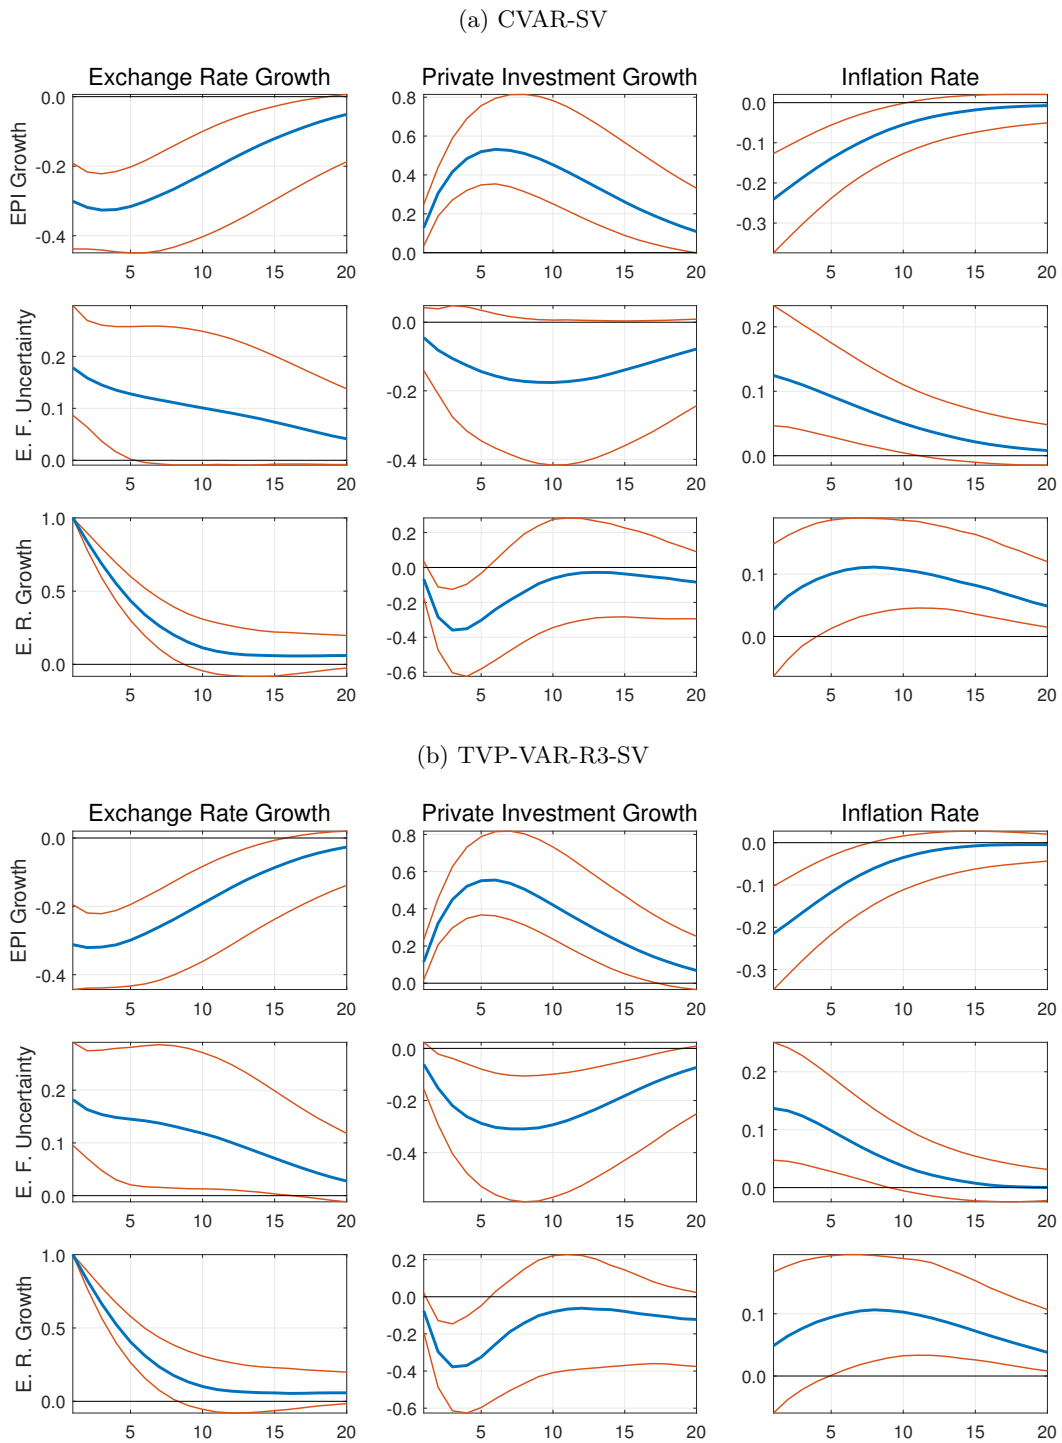 (a) CVAR-SV
Exchange Rate Growth Private Investment Growth Inflation Rate
EPI Growth
0.0 -0.2 -0.4
5 10 15 20
0.8 0.6 0.4 0.2 0.0
5 10 15 20
0.0 -0.1 -0.2 -0.3
5 10 15 20
E. F. Uncertainty
0.2 0.1 0.0
5 10 15 20
0.0 -0.2 -0.4
5 10 15 20
0.2 0.1 0.0
5 10 15 20
E. R. Growth
1.0 0.5 0.0
5 10 15 20
0.2 0.0 -0.2 -0.4 -0.6
5 10 15 20
0.1 0.0
5 10 15 20
(b) TVP-VAR-R3-SV
Exchange Rate Growth Private Investment Growth Inflation Rate
EPI Growth
0.0 -0.2 -0.4
5 10 15 20
0.8 0.6 0.4 0.2 0.0
5 10 15 20
0.0 -0.1 -0.2 -0.3
5 10 15 20
E. F. Uncertainty
0.2 0.1 0.0
5 10 15 20
0.0 -0.2 -0.4
5 10 15 20
0.2 0.1 0.0
5 10 15 20
E. R. Growth
1.0 0.5 0.0
5 10 15 20
0.2 0.0 -0.2 -0.4 -0.6
5 10 15 20
0.1 0.0
5 10 15 20